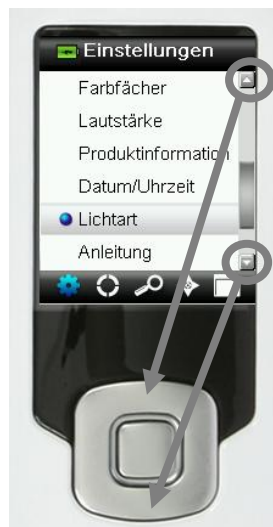 Einstellungen
Farbfächer
Lautstärke
Produktinformation
Datum/Uhrzeit
Lichtart
Anleitung